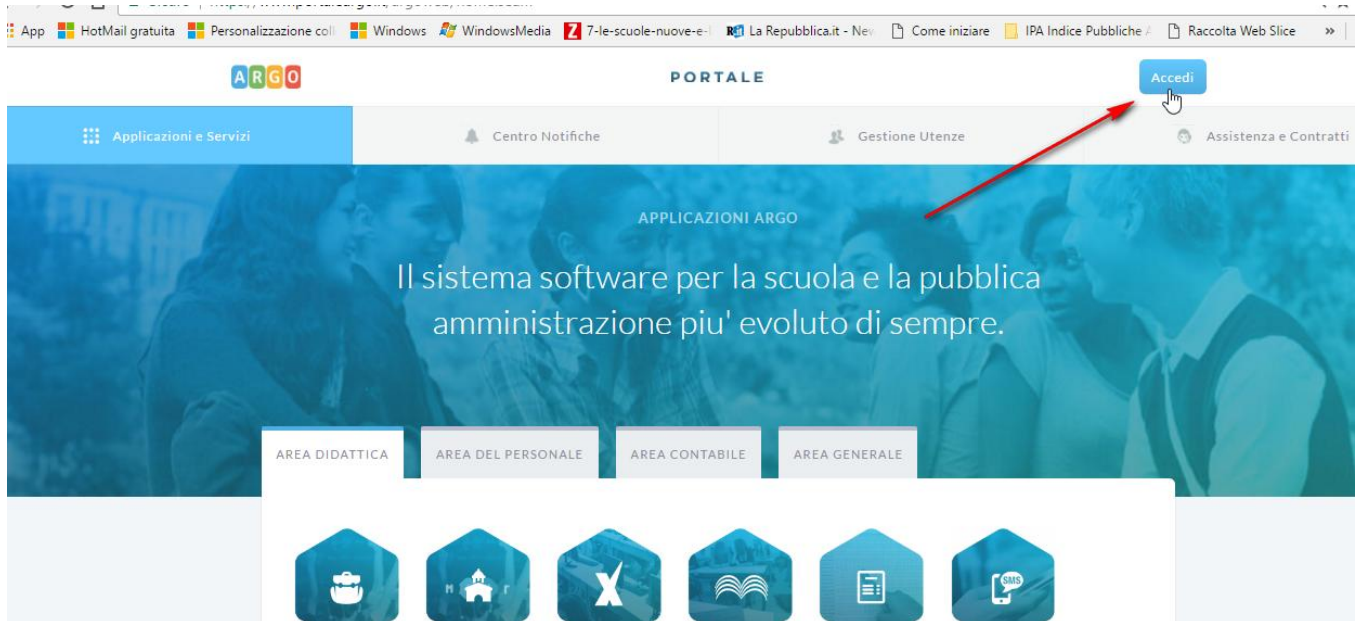 App HotMail gratuita Personalizzazione coll Windows WindowsMedia 7-le-scuole-nuove-e-l La Repubblica.it - New Come iniziare IPA Indice Pubbliche A Raccolta Web Slice »
ARGO PORTALE Accedi
Applicazioni e Servizi Centro Notifiche Gestione Utenze Assistenza e Contratti
APPLICAZIONI ARGO
Il sistema software per la scuola e la pubblica
amministrazione piu' evoluto di sempre.
AREA DIDATTICA AREA DEL PERSONALE AREA CONTABILE AREA GENERALE
SMS